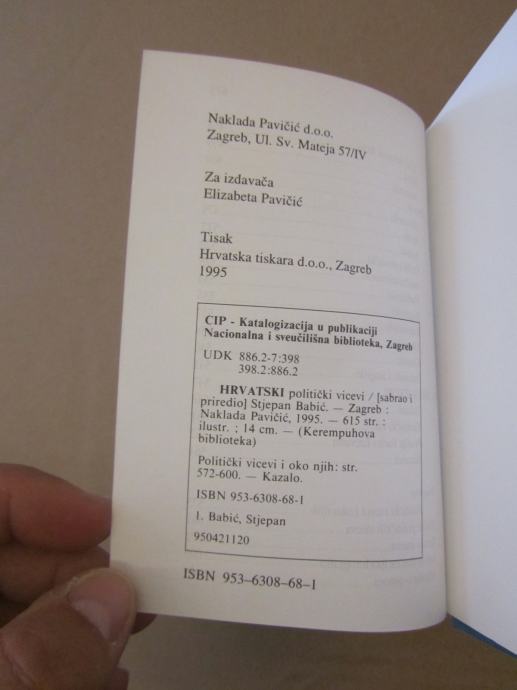 Naklada Pavičić d.o.o.
Zagreb, Ul. Sv. Mateja 57/IV
Za izdavača
Elizabeta Pavičić
Tisak
Hrvatska tiskara d.o.o., Zagreb
1995
CIP - Katalogizacija u publikaciji
Nacionalna i sveučilišna biblioteka, Zagreb
UDK 886.2-7:398
398.2:886.2
HRVATSKI politički vicevi / [sabrao i
priredio] Stjepan Babić. — Zagreb :
Naklada Pavičić, 1995. — 615 str. :
ilustr. ; 14 cm. — (Kerempuhova
biblioteka)
Politički vicevi i oko njih: str.
572-600. — Kazalo.
ISBN 953-6308-68-1
1. Babić, Stjepan
950421120
ISBN 953–6308–68–1